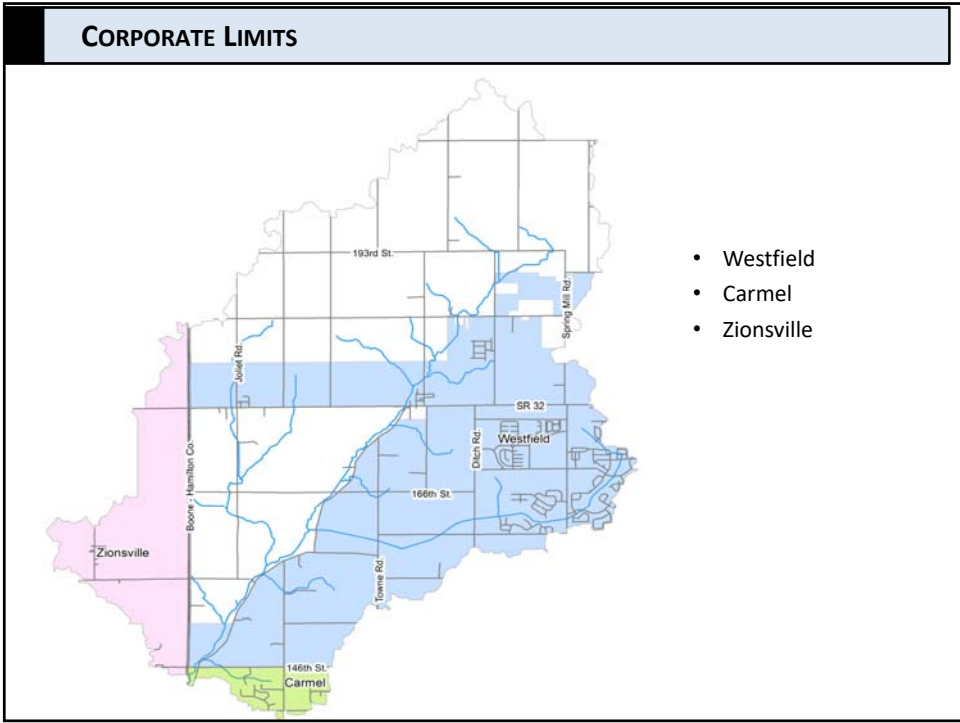 CORPORATE LIMITS
193rd St.
Spring Mill Rd.
Joliet Rd.
SR 32
Ditch Rd.
Westfield
Boone - Hamilton Co.
166th St.
Zionsville
Towne Rd.
146th St.
Carmel
• Westfield
• Carmel
• Zionsville